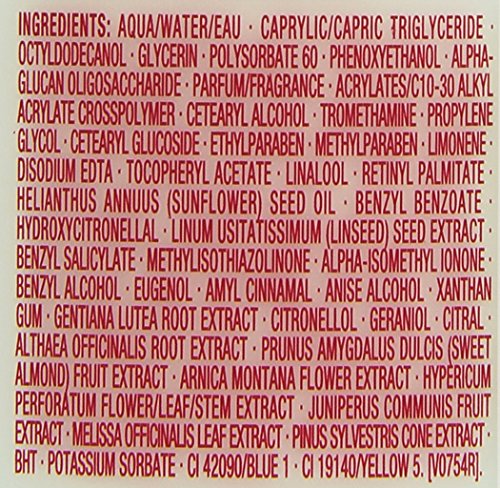 INGREDIENTS: AQUA/WATER/EAU · CAPRYLIC/CAPRIC TRIGLYCERIDE ·
OCTYLDODECANOL · GLYCERIN · POLYSORBATE 60 · PHENOXYETHANOL · ALPHA-
GLUCAN OLIGOSACCHARIDE · PARFUM/FRAGRANCE · ACRYLATES/C10-30 ALKYL
ACRYLATE CROSSPOLYMER · CETEARYL ALCOHOL · TROMETHAMINE · PROPYLENE
GLYCOL · CETEARYL GLUCOSIDE · ETHYLPARABEN · METHYLPARABEN · LIMONENE ·
DISODIUM EDTA · TOCOPHERYL ACETATE · LINALOOL · RETINYL PALMITATE ·
HELIANTHUS ANNUUS (SUNFLOWER) SEED OIL · BENZYL BENZOATE ·
HYDROXYCITRONELLAL · LINUM USITATISSIMUM (LINSEED) SEED EXTRACT ·
BENZYL SALICYLATE · METHYLISOTHIAZOLINONE · ALPHA-ISOMETHYL IONONE ·
BENZYL ALCOHOL · EUGENOL · AMYL CINNAMAL · ANISE ALCOHOL · XANTHAN
GUM · GENTIANA LUTEA ROOT EXTRACT · CITRONELLOL · GERANIOL · CITRAL ·
ALTHAEA OFFICINALIS ROOT EXTRACT · PRUNUS AMYGDALUS DULCIS (SWEET
ALMOND) FRUIT EXTRACT · ARNICA MONTANA FLOWER EXTRACT · HYPERICUM
PERFORATUM FLOWER/LEAF/STEM EXTRACT · JUNIPERUS COMMUNIS FRUIT
EXTRACT · MELISSA OFFICINALIS LEAF EXTRACT · PINUS SYLVESTRIS CONE EXTRACT ·
BHT · POTASSIUM SORBATE · CI 42090/BLUE 1 · CI 19140/YELLOW 5. [V0754R].